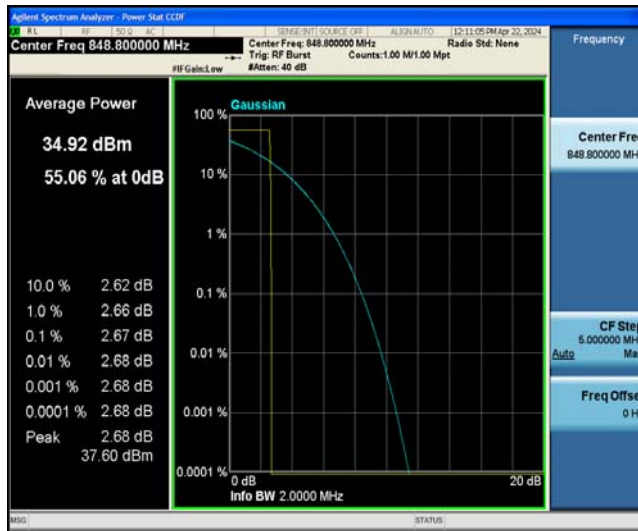 Agilent Spectrum Analyzer - Power Stat CCDF
RL RF 50 Ω AC SENSE:INT SOURCE OFF ALIGN AUTO 12:11:05 PM Apr 22, 2024
Center Freq 848.800000 MHz
Center Freq: 848.800000 MHz Radio Std: None
Trig: RF Burst Counts:1.00 M/1.00 Mpt
#IFGain:Low #Atten: 40 dB
Frequency
Average Power
34.92 dBm
55.06 % at 0dB
10.0 % 2.62 dB
1.0 % 2.66 dB
0.1 % 2.67 dB
0.01 % 2.68 dB
0.001 % 2.68 dB
0.0001 % 2.68 dB
Peak 2.68 dB
37.60 dBm
Gaussian
100 %
10 %
1 %
0.1 %
0.01 %
0.001 %
0.0001 %
0 dB 20 dB
Info BW 2.0000 MHz
Center Fre
848.800000 MH
CF Ste
5.000000 MH
Auto Ma
Freq Offse
0 H
MSG STATUS